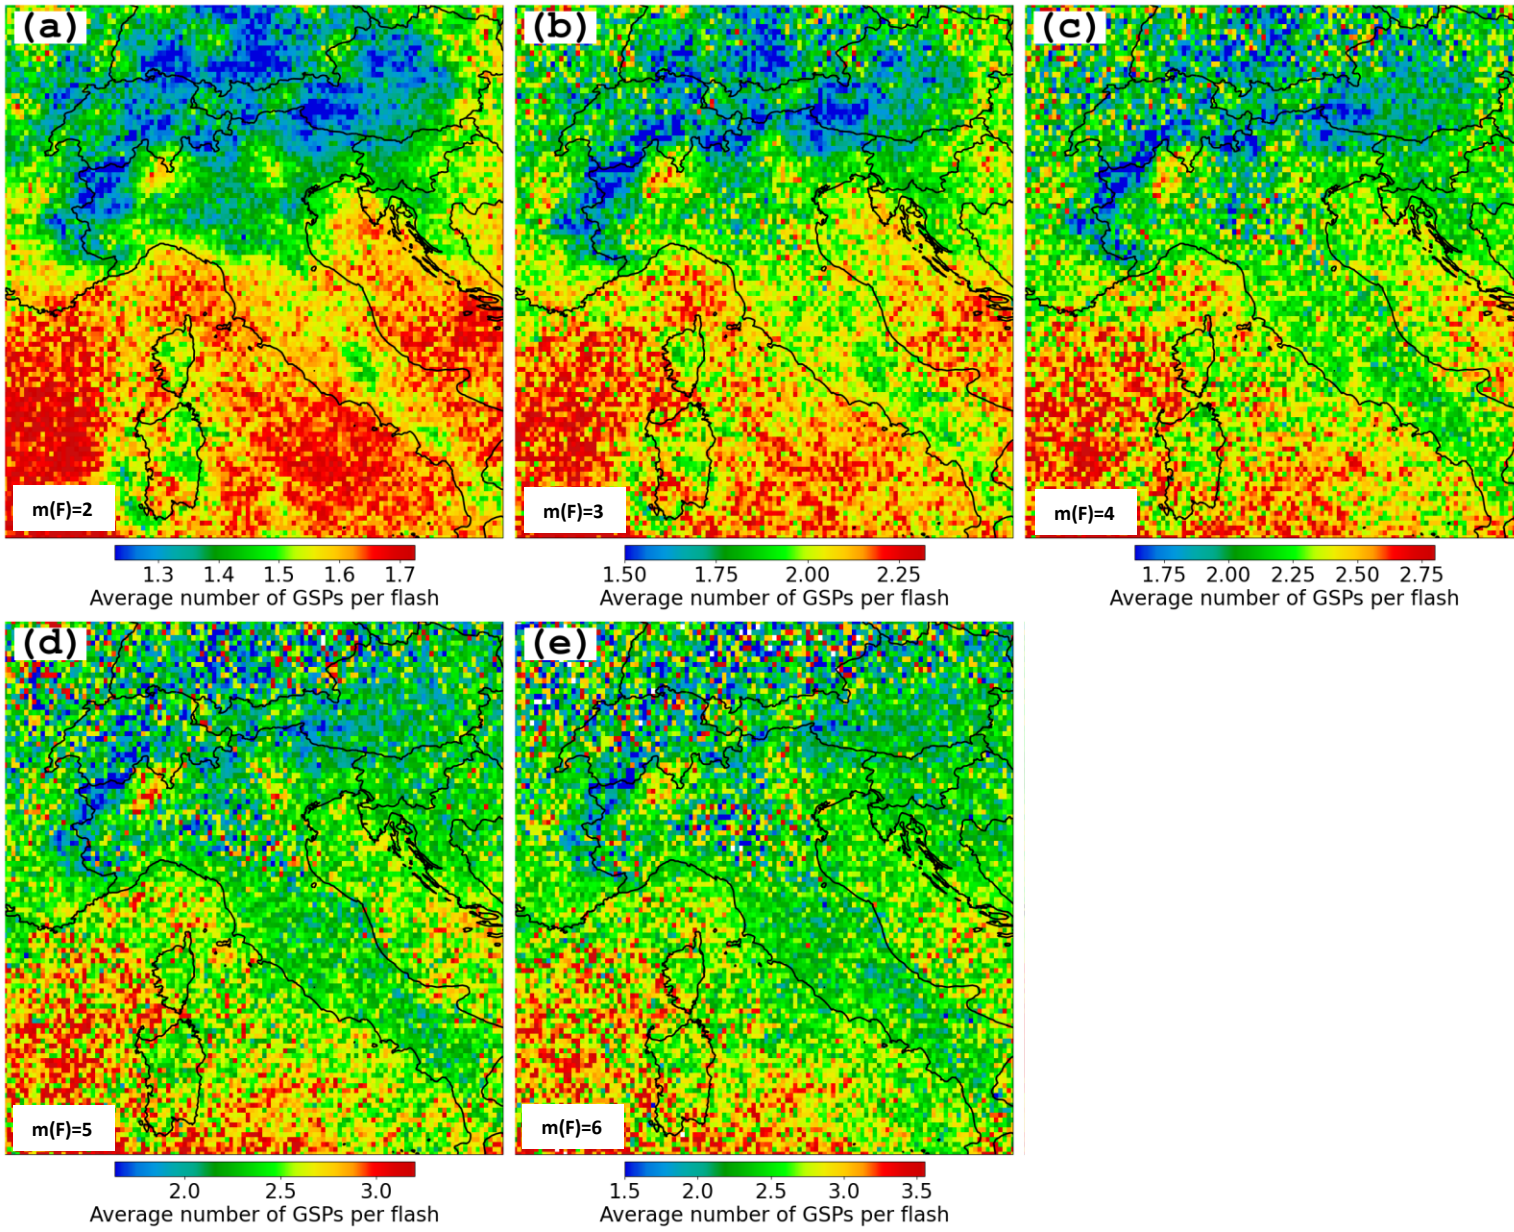 (a)
(b)
(c)
m(F)=2
m(F)=3
m(F)=4
1.3 1.4 1.5 1.6 1.7
1.50 1.75 2.00 2.25
1.75 2.00 2.25 2.50 2.75
Average number of GSPs per flash
Average number of GSPs per flash
Average number of GSPs per flash
(d)
(e)
m(F)=5
m(F)=6
2.0 2.5 3.0
1.5 2.0 2.5 3.0 3.5
Average number of GSPs per flash
Average number of GSPs per flash